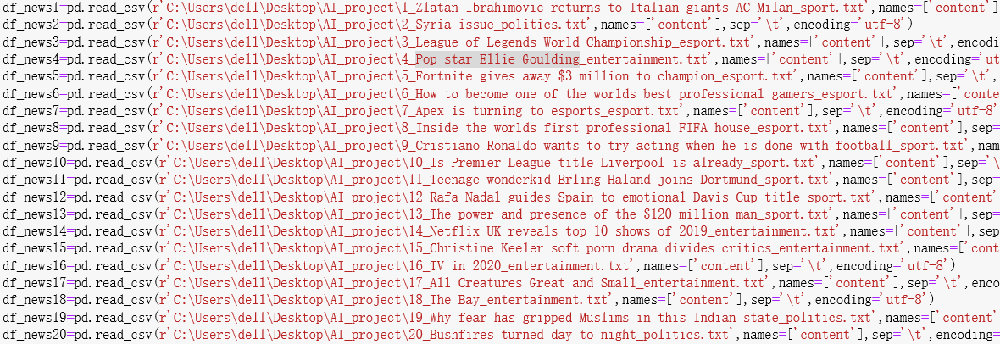 df_news1=pd.read_csv(r'C:\Users\dell\Desktop\AI_project\1_Zlatan Ibrahimovic returns to Italian giants AC Milan_sport.txt',names=['content']
df_news2=pd.read_csv(r'C:\Users\dell\Desktop\AI_project\2_Syria issue_politics.txt',names=['content'],sep='\t',encoding='utf-8')
df_news3=pd.read_csv(r'C:\Users\dell\Desktop\AI_project\3_League of Legends World Championship_esport.txt',names=['content'],sep='\t',encodi
df_news4=pd.read_csv(r'C:\Users\dell\Desktop\AI_project\4_Pop star Ellie Goulding_entertainment.txt',names=['content'],sep='\t',encoding='ut
df_news5=pd.read_csv(r'C:\Users\dell\Desktop\AI_project\5_Fortnite gives away $3 million to champion_esport.txt',names=['content'],sep='\t',
df_news6=pd.read_csv(r'C:\Users\dell\Desktop\AI_project\6_How to become one of the worlds best professional gamers_esport.txt',names=['conte
df_news7=pd.read_csv(r'C:\Users\dell\Desktop\AI_project\7_Apex is turning to esports_esport.txt',names=['content'],sep='\t',encoding='utf-8'
df_news8=pd.read_csv(r'C:\Users\dell\Desktop\AI_project\8_Inside the worlds first professional FIFA house_esport.txt',names=['content'],sep=
df_news9=pd.read_csv(r'C:\Users\dell\Desktop\AI_project\9_Cristiano Ronaldo wants to try acting when he is done with football_sport.txt',nam
df_news10=pd.read_csv(r'C:\Users\dell\Desktop\AI_project\10_Is Premier League title Liverpool is already_sport.txt',names=['content'],sep='\
df_news11=pd.read_csv(r'C:\Users\dell\Desktop\AI_project\11_Teenage wonderkid Erling Haland joins Dortmund_sport.txt',names=['content'],sep=
df_news12=pd.read_csv(r'C:\Users\dell\Desktop\AI_project\12_Rafa Nadal guides Spain to emotional Davis Cup title_sport.txt',names=['content'
df_news13=pd.read_csv(r'C:\Users\dell\Desktop\AI_project\13_The power and presence of the $120 million man_sport.txt',names=['content'],sep=
df_news14=pd.read_csv(r'C:\Users\dell\Desktop\AI_project\14_Netflix UK reveals top 10 shows of 2019_entertainment.txt',names=['content'],sep
df_news15=pd.read_csv(r'C:\Users\dell\Desktop\AI_project\15_Christine Keeler soft porn drama divides critics_entertainment.txt',names=['cont
df_news16=pd.read_csv(r'C:\Users\dell\Desktop\AI_project\16_TV in 2020_entertainment.txt',names=['content'],sep='\t',encoding='utf-8')
df_news17=pd.read_csv(r'C:\Users\dell\Desktop\AI_project\17_All Creatures Great and Small_entertainment.txt',names=['content'],sep='\t',enco
df_news18=pd.read_csv(r'C:\Users\dell\Desktop\AI_project\18_The Bay_entertainment.txt',names=['content'],sep='\t',encoding='utf-8')
df_news19=pd.read_csv(r'C:\Users\dell\Desktop\AI_project\19_Why fear has gripped Muslims in this Indian state_politics.txt',names=['content'
df_news20=pd.read_csv(r'C:\Users\dell\Desktop\AI_project\20_Bushfires turned day to night_politics.txt',names=['content'],sep='\t',encoding=